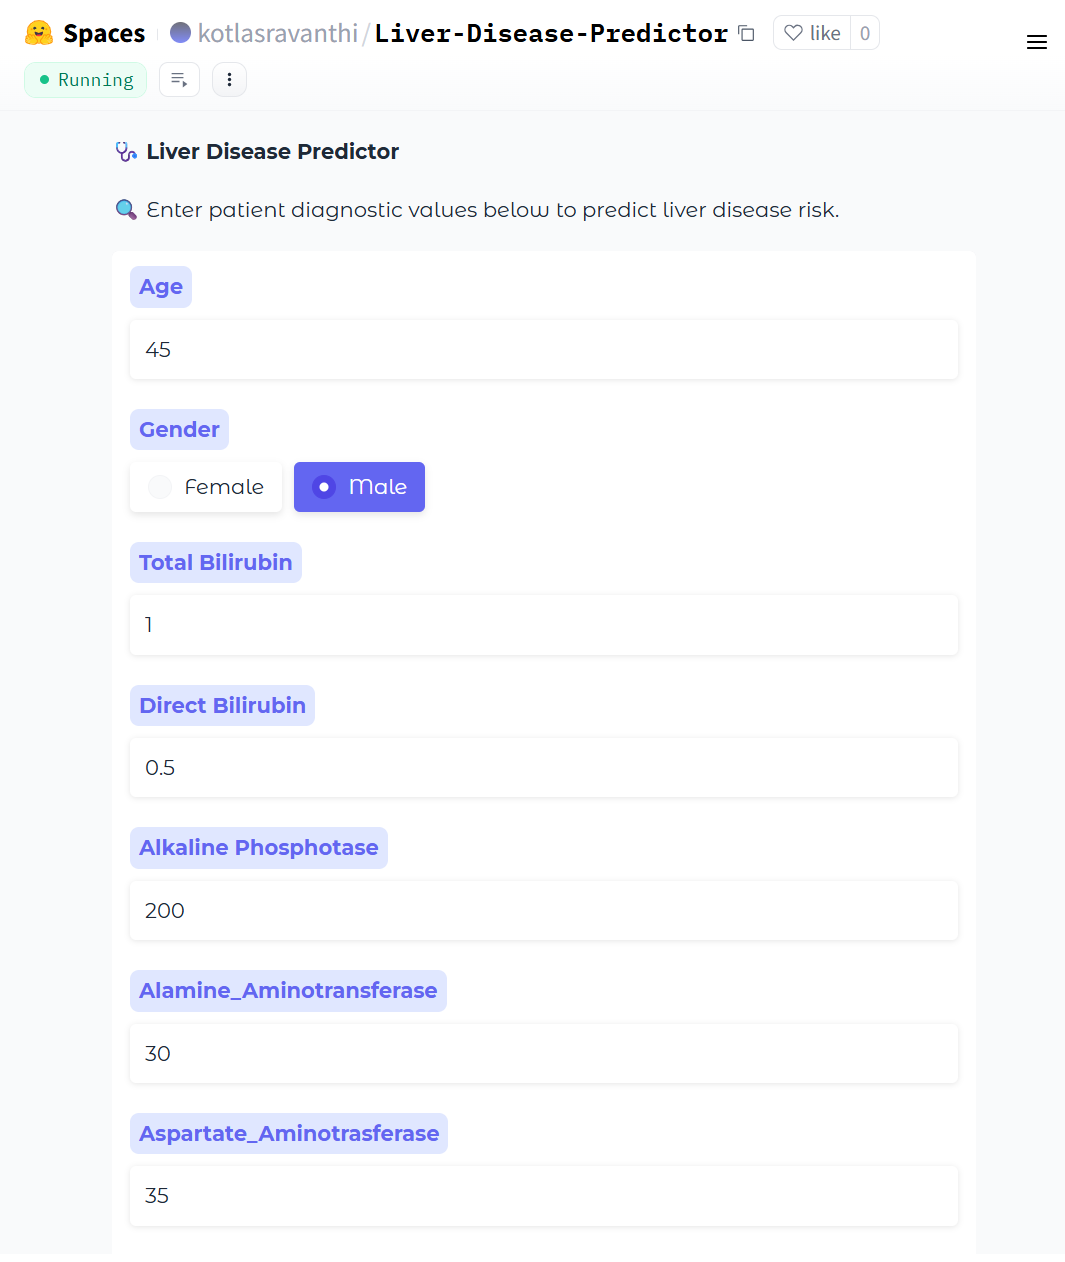 Spaces kotlasravanthi/Liver-Disease-Predictor like 0
Running
Liver Disease Predictor
Enter patient diagnostic values below to predict liver disease risk.
Age
45
Gender
Female Male
Total Bilirubin
1
Direct Bilirubin
0.5
Alkaline Phosphotase
200
Alamine_Aminotransferase
30
Aspartate_Aminotrasferase
35